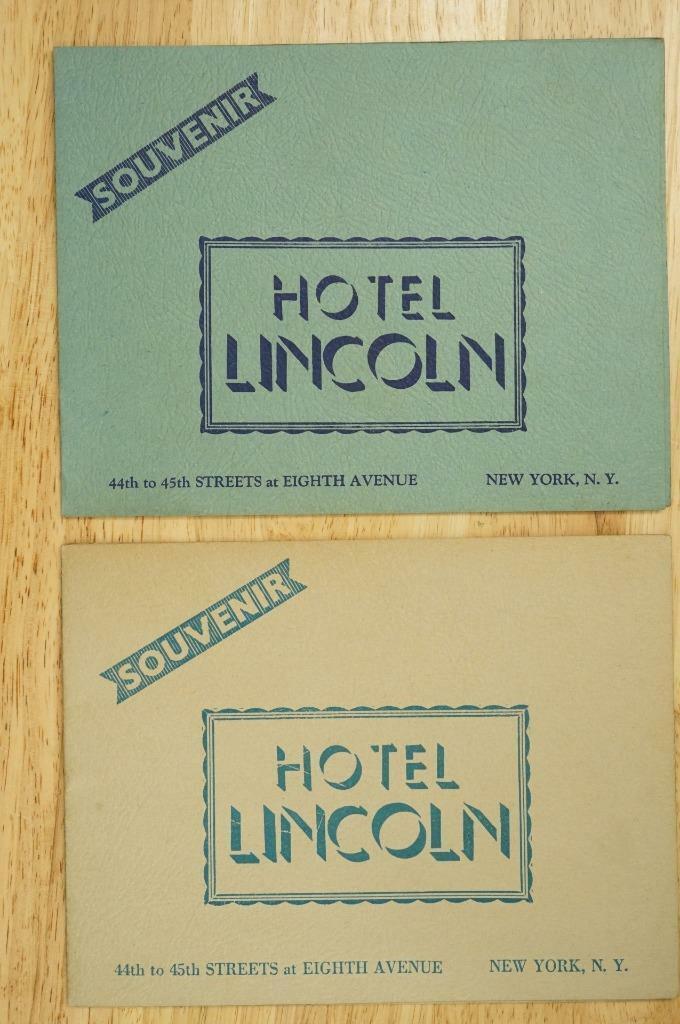 SOUVENIR
HOTEL
LINCOLN
44th to 45th STREETS at EIGHTH AVENUE NEW YORK, N. Y.
SOUVENIR
HOTEL
LINCOLN
44th to 45th STREETS at EIGHTH AVENUE NEW YORK, N. Y.